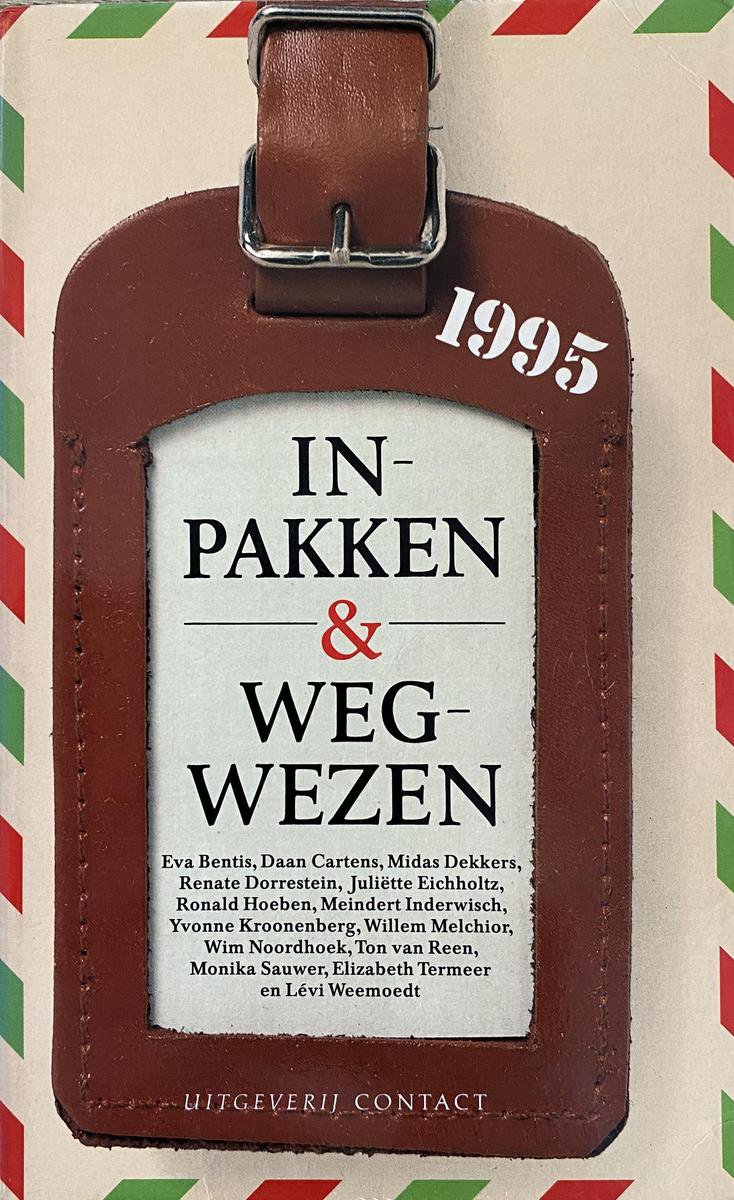 1995
IN-
PAKKEN
&
WEG-
WEZEN
Eva Bentis, Daan Cartens, Midas Dekkers,
Renate Dorrestein, Juliëtte Eichholtz,
Ronald Hoeben, Meindert Inderwisch,
Yvonne Kroonenberg, Willem Melchior,
Wim Noordhoek, Ton van Reen,
Monika Sauwer, Elizabeth Termeer
en Lévi Weemoedt
UITGEVERIJ CONTACT